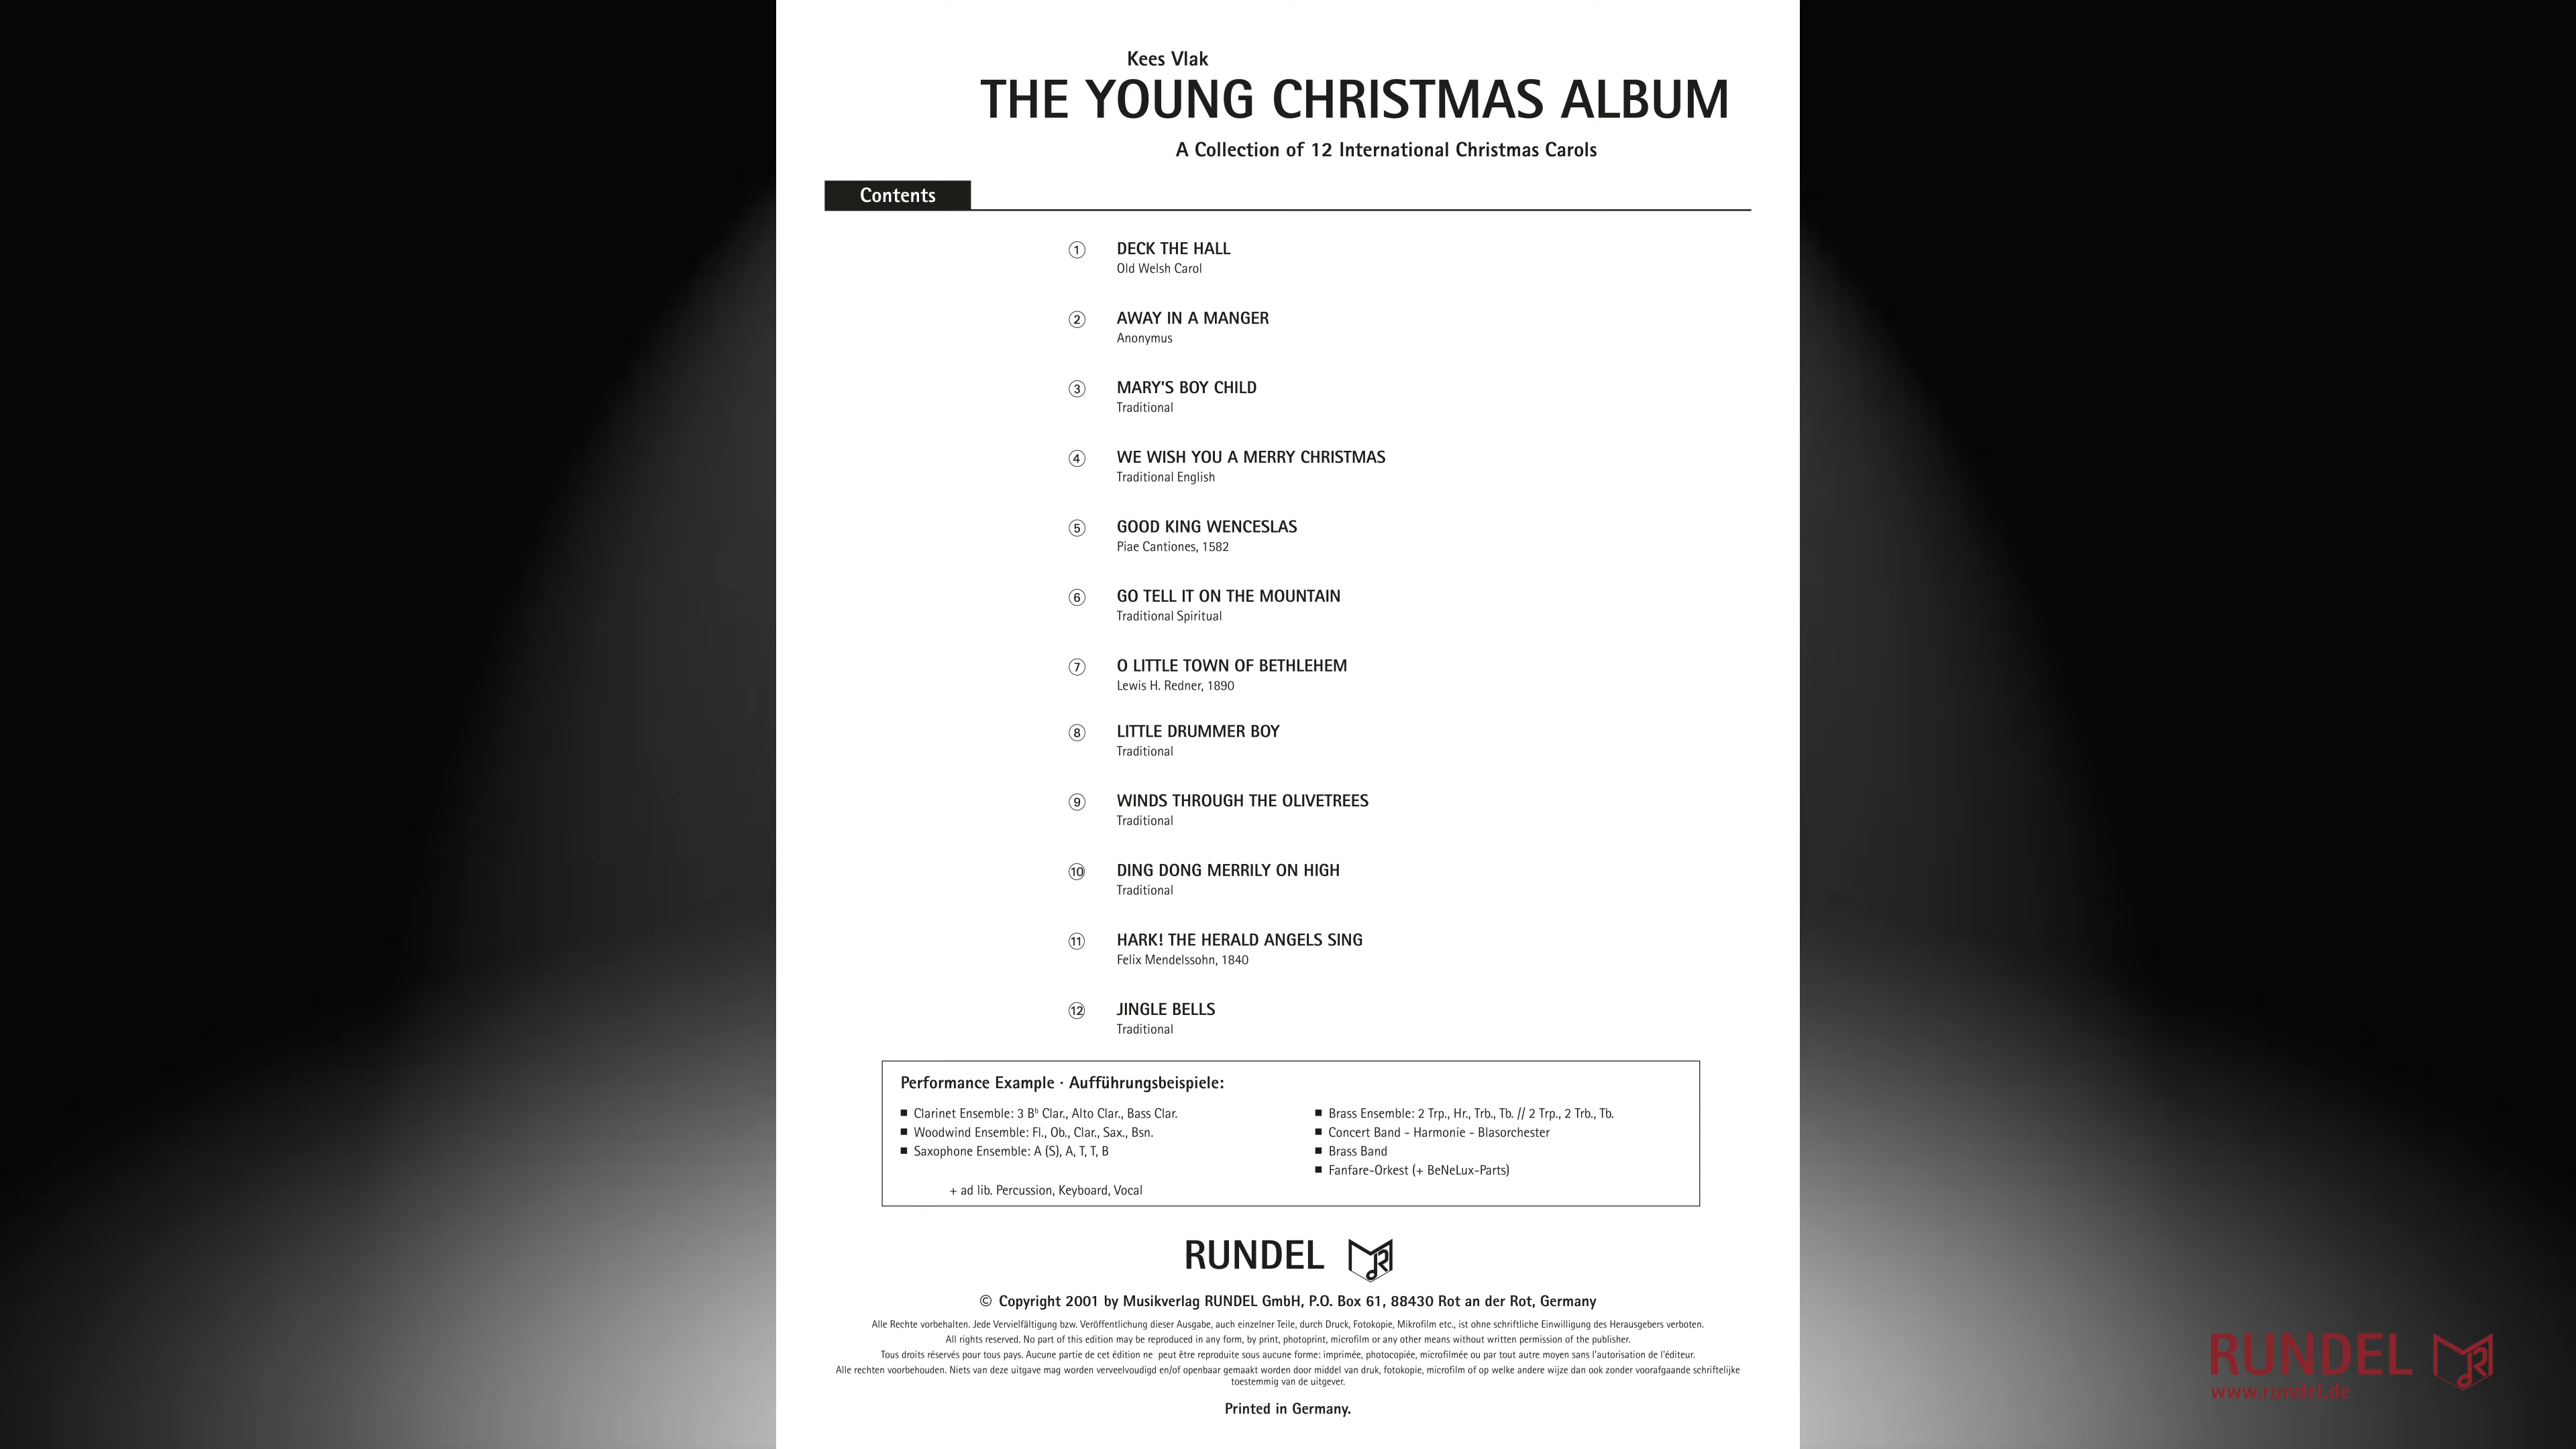 Kees Vlak
THE YOUNG CHRISTMAS ALBUM
A Collection of 12 International Christmas Carols
Contents
1 DECK THE HALL
Old Welsh Carol
2 AWAY IN A MANGER
Anonymus
3 MARY'S BOY CHILD
Traditional
4 WE WISH YOU A MERRY CHRISTMAS
Traditional English
5 GOOD KING WENCESLAS
Piae Cantiones, 1582
6 GO TELL IT ON THE MOUNTAIN
Traditional Spiritual
7 O LITTLE TOWN OF BETHLEHEM
Lewis H. Redner, 1890
8 LITTLE DRUMMER BOY
Traditional
9 WINDS THROUGH THE OLIVETREES
Traditional
10 DING DONG MERRILY ON HIGH
Traditional
11 HARK! THE HERALD ANGELS SING
Felix Mendelssohn, 1840
12 JINGLE BELLS
Traditional
Performance Example · Aufführungsbeispiele:
■ Clarinet Ensemble: 3 B♭ Clar., Alto Clar., Bass Clar.
■ Woodwind Ensemble: Fl., Ob., Clar., Sax., Bsn.
■ Saxophone Ensemble: A (S), A, T, T, B
+ ad lib. Percussion, Keyboard, Vocal
■ Brass Ensemble: 2 Trp., Hr., Trb., Tb. // 2 Trp., 2 Trb., Tb.
■ Concert Band - Harmonie - Blasorchester
■ Brass Band
■ Fanfare-Orkest (+ BeNeLux-Parts)
RUNDEL
© Copyright 2001 by Musikverlag RUNDEL GmbH, P.O. Box 61, 88430 Rot an der Rot, Germany
Alle Rechte vorbehalten. Jede Vervielfältigung bzw. Veröffentlichung dieser Ausgabe, auch einzelner Teile, durch Druck, Fotokopie, Mikrofilm etc., ist ohne schriftliche Einwilligung des Herausgebers verboten.
All rights reserved. No part of this edition may be reproduced in any form, by print, photoprint, microfilm or any other means without written permission of the publisher.
Tous droits réservés pour tous pays. Aucune partie de cet édition ne peut être reproduite sous aucune forme: imprimée, photocopiée, microfilmée ou par tout autre moyen sans l'autorisation de l'éditeur.
Alle rechten voorbehouden. Niets van deze uitgave mag worden verveelvoudigd en/of openbaar gemaakt worden door middel van druk, fotokopie, microfilm of op welke andere wijze dan ook zonder voorafgaande schriftelijke
toestemmig van de uitgever.
Printed in Germany.
RUNDEL
www.rundel.de